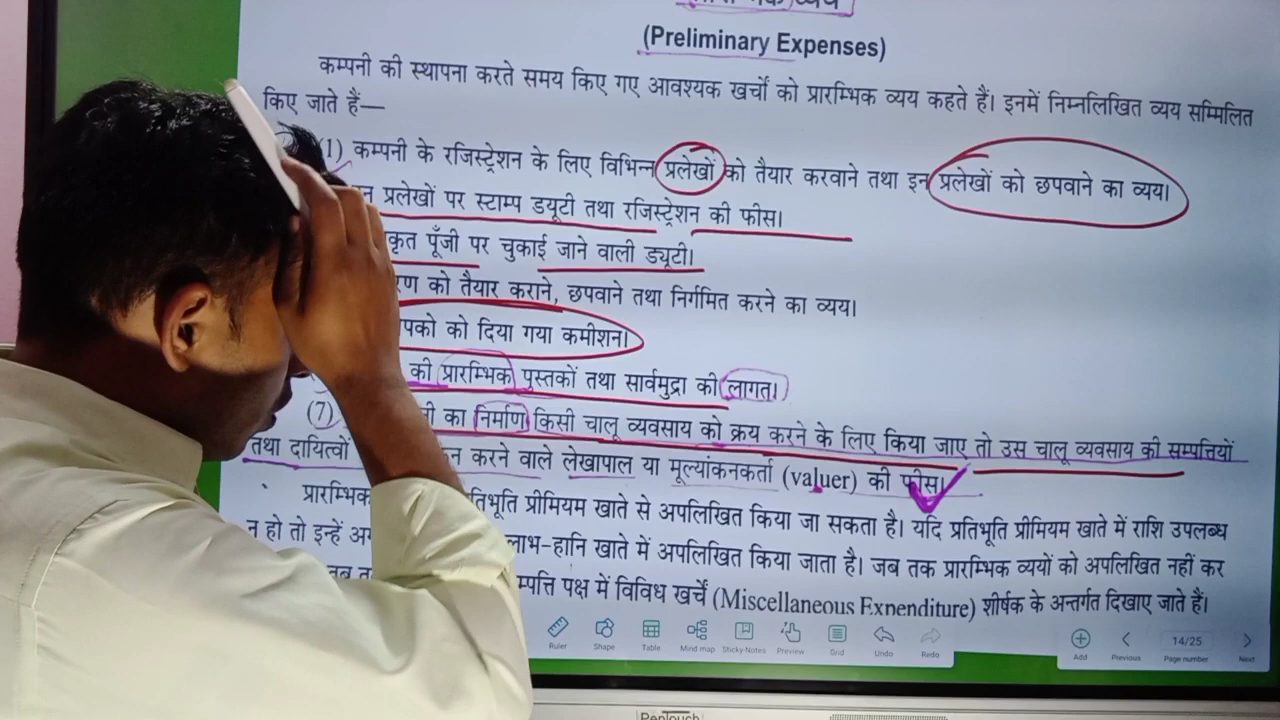 (Preliminary Expenses)
कम्पनी की स्थापना करते समय किए गए आवश्यक खर्चों को प्रारम्भिक व्यय कहते हैं। इनमें निम्नलिखित व्यय सम्मिलित
किए जाते हैं—
(1) कम्पनी के रजिस्ट्रेशन के लिए विभिन्न प्रलेखों को तैयार करवाने तथा इन प्रलेखों को छपवाने का व्यय।
प्रलेखों पर स्टाम्प डयूटी तथा रजिस्ट्रेशन की फीस।
कृत पूँजी पर चुकाई जाने वाली ड्यूटी।
को तैयार कराने, छपवाने तथा निर्गमित करने का व्यय।
को दिया गया कमीशन।
की प्रारम्भिक पुस्तकों तथा सार्वमुद्रा की लागत।
(7) का निर्माण किसी चालू व्यवसाय को क्रय करने के लिए किया जाए तो उस चालू व्यवसाय की सम्पत्तियों
तथा दायित्वों करने वाले लेखापाल या मूल्यांकनकर्ता (valuer) की फीस।
प्रारम्भिक प्रीमियम खाते से अपलिखित किया जा सकता है। यदि प्रतिभूति प्रीमियम खाते में राशि उपलब्ध
न हो तो इन्हें लाभ-हानि खाते में अपलिखित किया जाता है। जब तक प्रारम्भिक व्ययों को अपलिखित नहीं कर
पक्ष में विविध खर्चें (Miscellaneous Expenditure) शीर्षक के अन्तर्गत दिखाए जाते हैं।
Ruler Shape Table Mind map Sticky-Notes Preview Grid Undo Redo
Add Previous 14/25 Page number Next